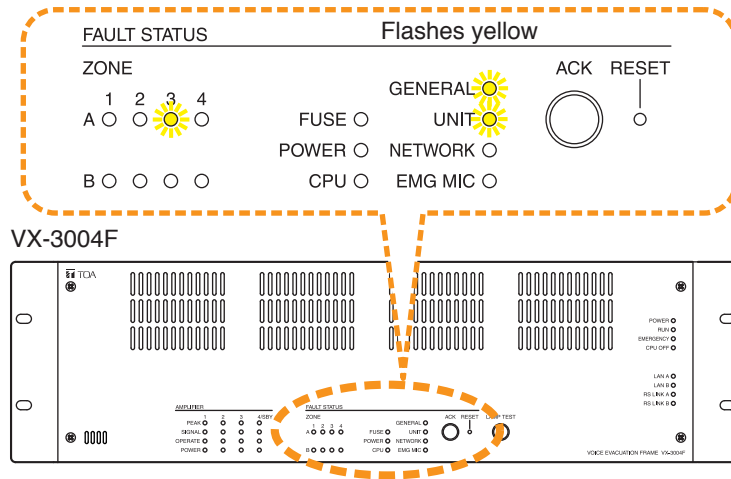 FAULT STATUS Flashes yellow
ZONE
1 2 3 4
A
B
FUSE
POWER
CPU
GENERAL
UNIT
NETWORK
EMG MIC
ACK
RESET
VX-3004F
TOA
POWER
RUN
EMERGENCY
CPU OFF
LAN A
LAN B
RS LINK A
RS LINK B
AMPLIFIER
1 2 3 4/SBY
PEAK
SIGNAL
OPERATE
POWER
FAULT STATUS
ZONE
1 2 3 4
A
B
FUSE
POWER
CPU
GENERAL
UNIT
NETWORK
EMG MIC
ACK
RESET
LAMP TEST
VOICE EVACUATION FRAME VX-3004F